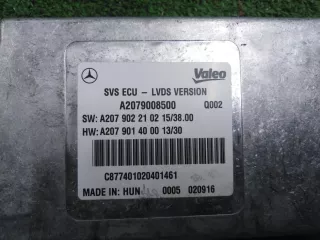 Valeo
SVS ECU - LVDS VERSION
A2079008500 Q002
SW: A207 902 21 02 15/38.00
HW: A207 901 40 00 13/30
C877401020401461
MADE IN: HUN 0005 020916